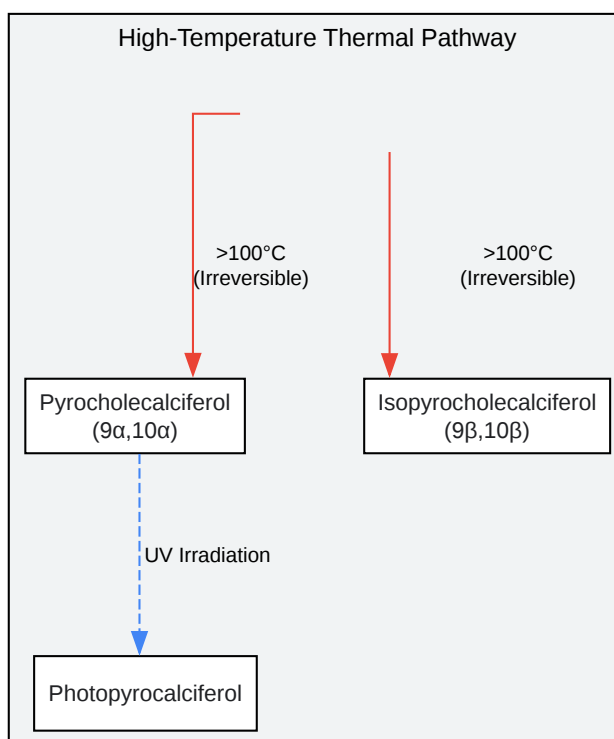 High-Temperature Thermal Pathway
>100°C
(Irreversible)
>100°C
(Irreversible)
Pyrocholecalciferol
(9α,10α)
Isopyrocholecalciferol
(9β,10β)
UV Irradiation
Photopyrocalciferol